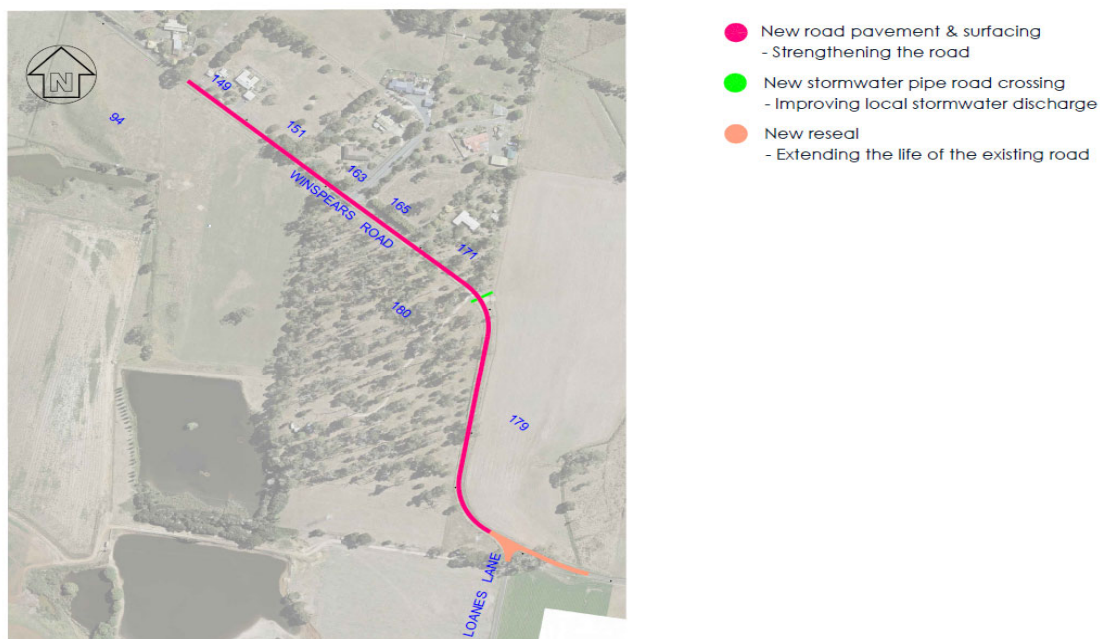 N
149
94
151
163
WINSPEARS ROAD
165
171
180
179
LOANES LANE
New road pavement & surfacing
- Strengthening the road
New stormwater pipe road crossing
- Improving local stormwater discharge
New reseal
- Extending the life of the existing road